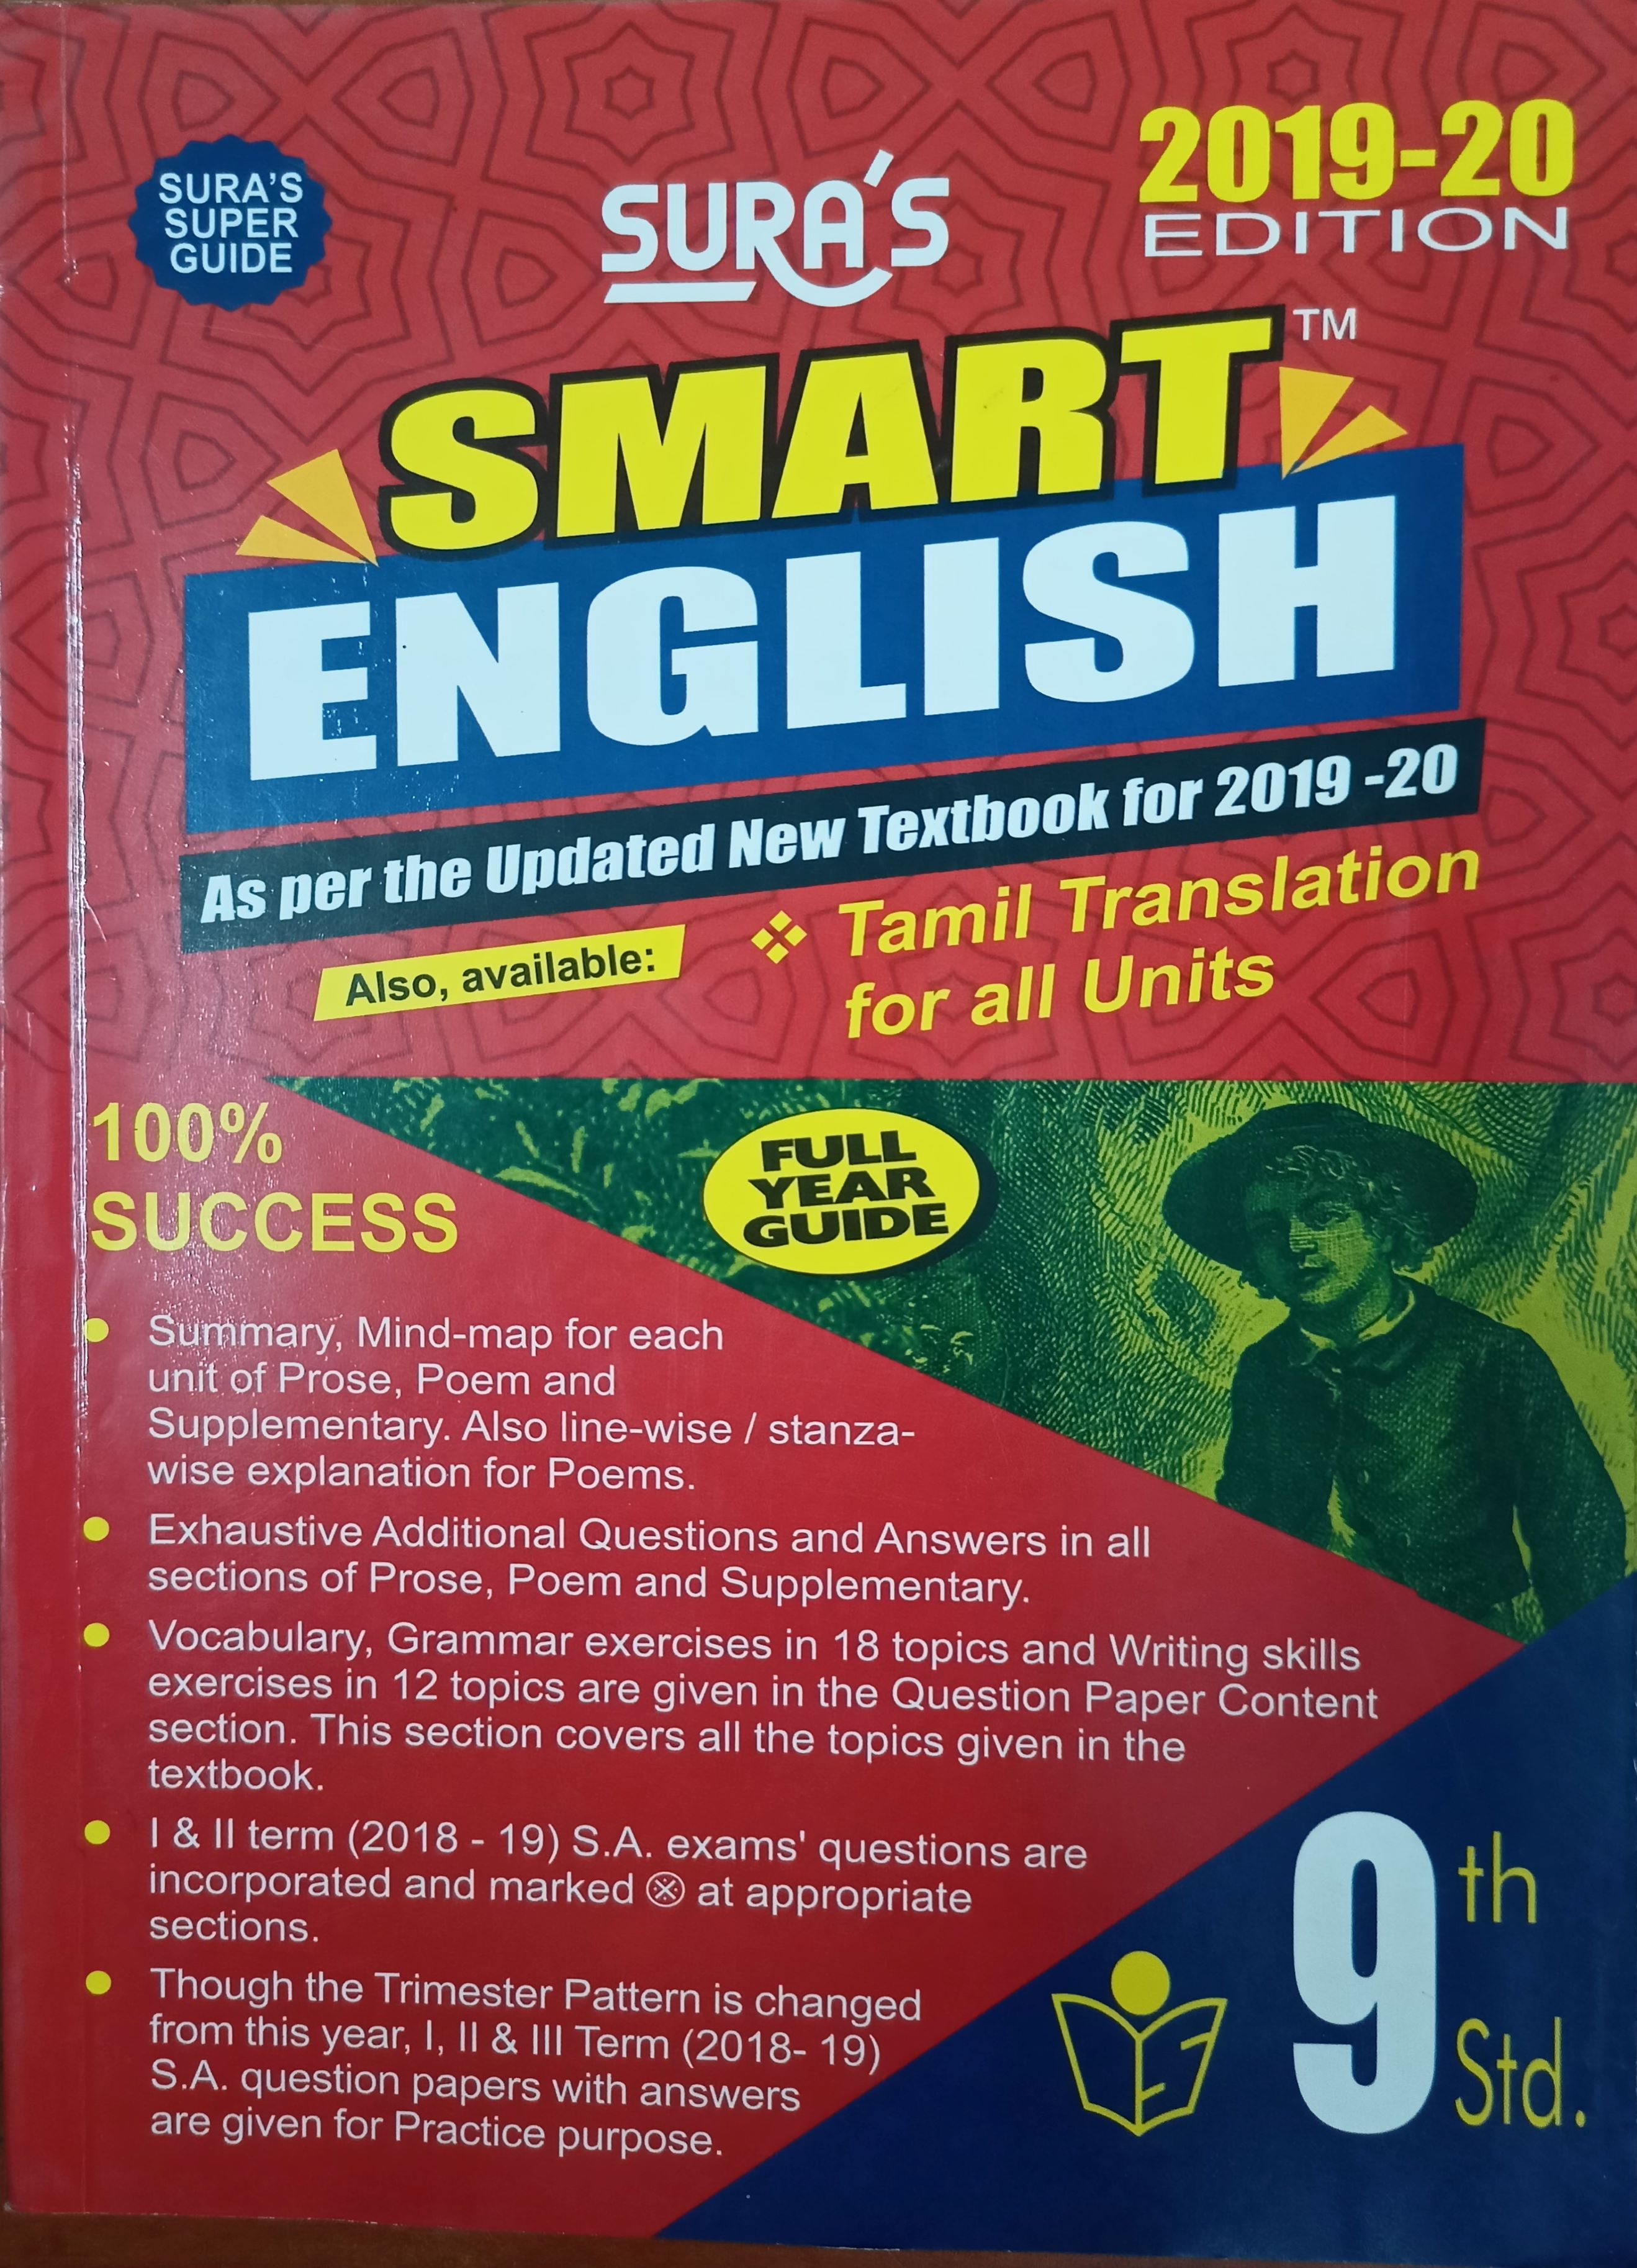 SURA'S
SUPER
GUIDE
SURA'S
2019-20
EDITION
SMART TM
ENGLISH
As per the Updated New Textbook for 2019 -20
Also, available:
❖ Tamil Translation
for all Units
100%
SUCCESS
FULL
YEAR
GUIDE
• Summary, Mind-map for each
unit of Prose, Poem and
Supplementary. Also line-wise / stanza-
wise explanation for Poems.
• Exhaustive Additional Questions and Answers in all
sections of Prose, Poem and Supplementary.
• Vocabulary, Grammar exercises in 18 topics and Writing skills
exercises in 12 topics are given in the Question Paper Content
section. This section covers all the topics given in the
textbook.
• I & II term (2018 - 19) S.A. exams' questions are
incorporated and marked ※ at appropriate
sections.
• Though the Trimester Pattern is changed
from this year, I, II & III Term (2018- 19)
S.A. question papers with answers
are given for Practice purpose.
9th
Std.